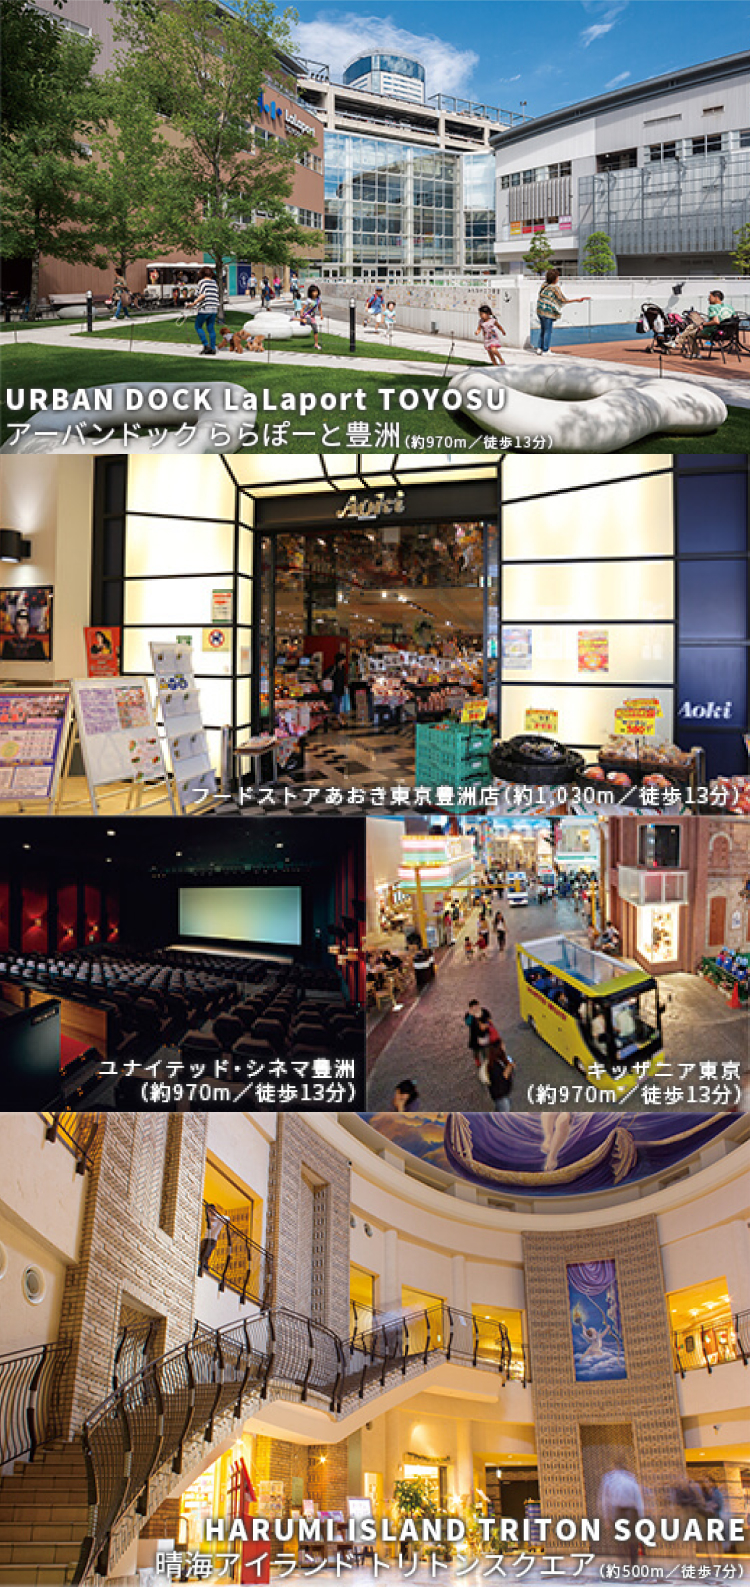 LaLaport
URBAN DOCK LaLaport TOYOSU
アーバンドック ららぽーと豊洲(約970m／徒歩13分)
Aoki
Aoki
フードストアあおき東京豊洲店(約1,030m／徒歩13分)
ユナイテッド・シネマ豊洲
(約970m／徒歩13分)
キッザニア東京
(約970m／徒歩13分)
HARUMI ISLAND TRITON SQUARE
晴海アイランド トリトンスクエア(約500m／徒歩7分)